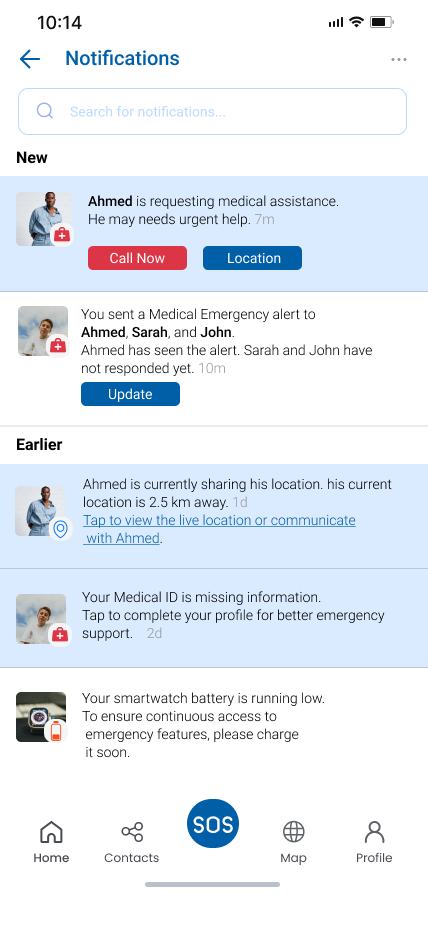 10:14
Notifications
Search for notifications...
New
Ahmed is requesting medical assistance.
He may needs urgent help. 7m
Call Now
Location
You sent a Medical Emergency alert to
Ahmed, Sarah, and John.
Ahmed has seen the alert. Sarah and John have
not responded yet. 10m
Update
Earlier
Ahmed is currently sharing his location. his current
location is 2.5 km away. 1d
Tap to view the live location or communicate
with Ahmed.
Your Medical ID is missing information.
Tap to complete your profile for better emergency
support. 2d
Your smartwatch battery is running low.
To ensure continuous access to
emergency features, please charge
it soon.
SOS
Home
Contacts
Map
Profile